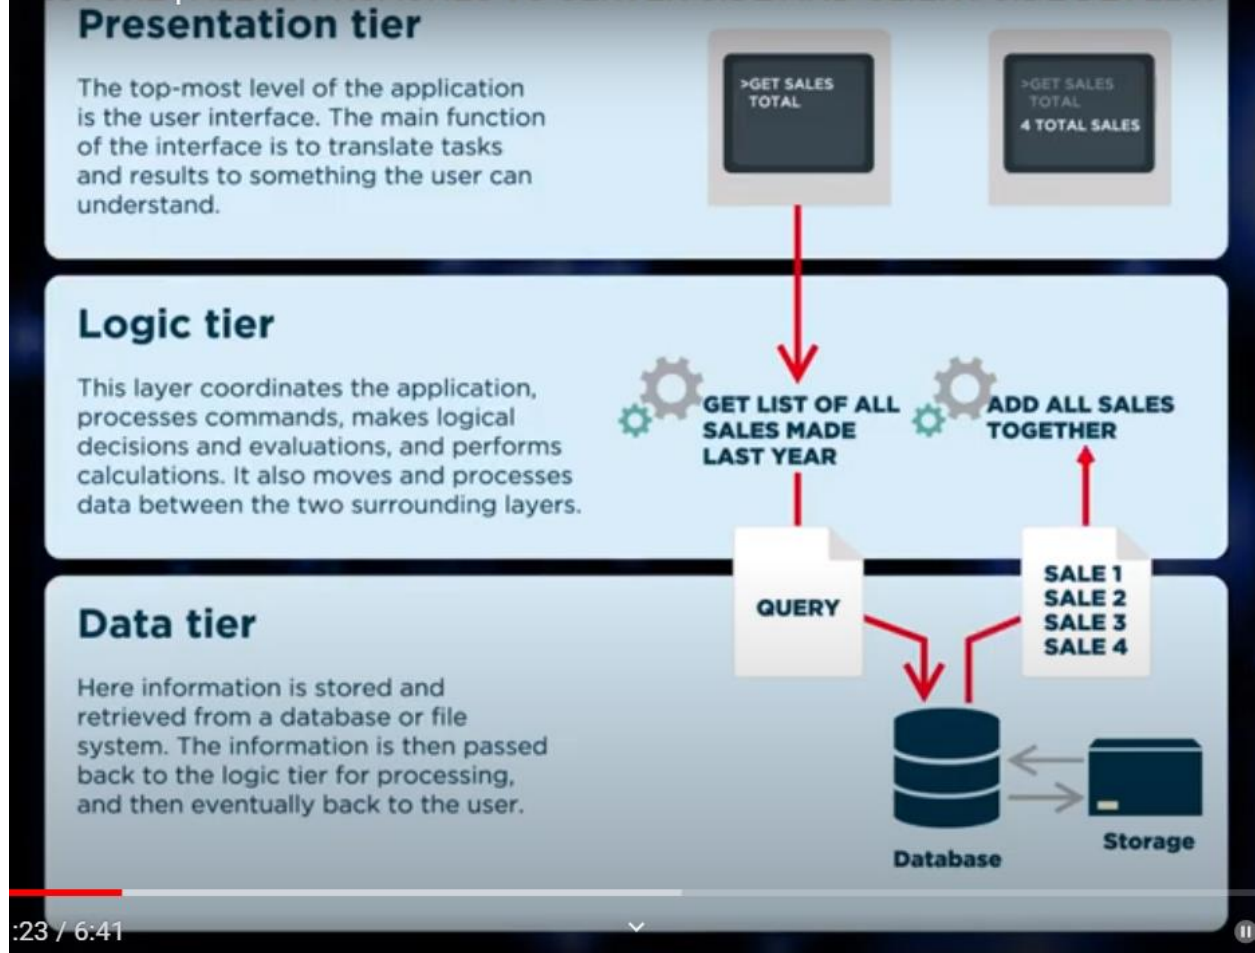 Presentation tier
The top-most level of the application
is the user interface. The main function
of the interface is to translate tasks
and results to something the user can
understand.
>GET SALES
TOTAL
>GET SALES
TOTAL
4 TOTAL SALES
Logic tier
This layer coordinates the application,
processes commands, makes logical
decisions and evaluations, and performs
calculations. It also moves and processes
data between the two surrounding layers.
GET LIST OF ALL
SALES MADE
LAST YEAR
ADD ALL SALES
TOGETHER
Data tier
Here information is stored and
retrieved from a database or file
system. The information is then passed
back to the logic tier for processing,
and then eventually back to the user.
QUERY
SALE 1
SALE 2
SALE 3
SALE 4
Database
Storage
:23 / 6:41